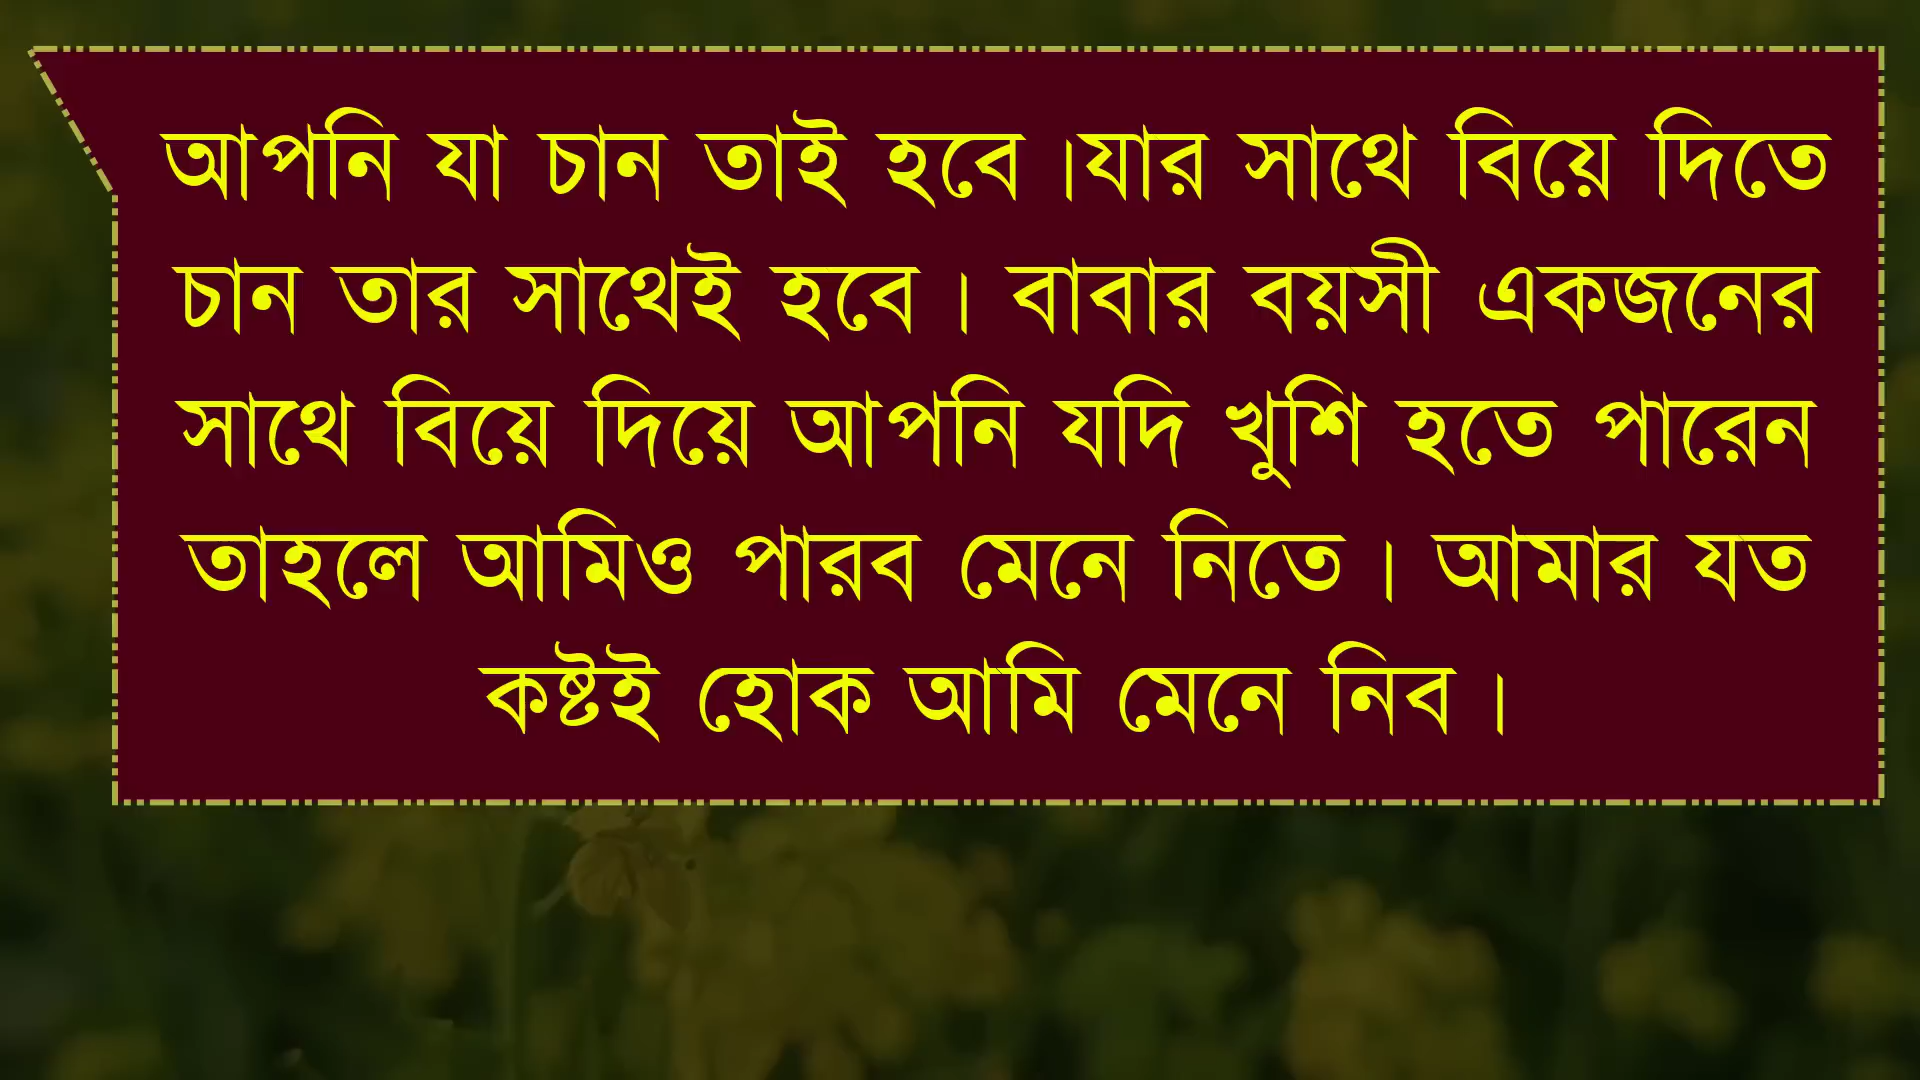 আপনি যা চান তাই হবে ।যার সাথে বিয়ে দিতে
চান তার সাথেই হবে । বাবার বয়সী একজনের
সাথে বিয়ে দিয়ে আপনি যদি খুশি হতে পারেন
তাহলে আমিও পারব মেনে নিতে । আমার যত
কষ্টই হোক আমি মেনে নিব ।